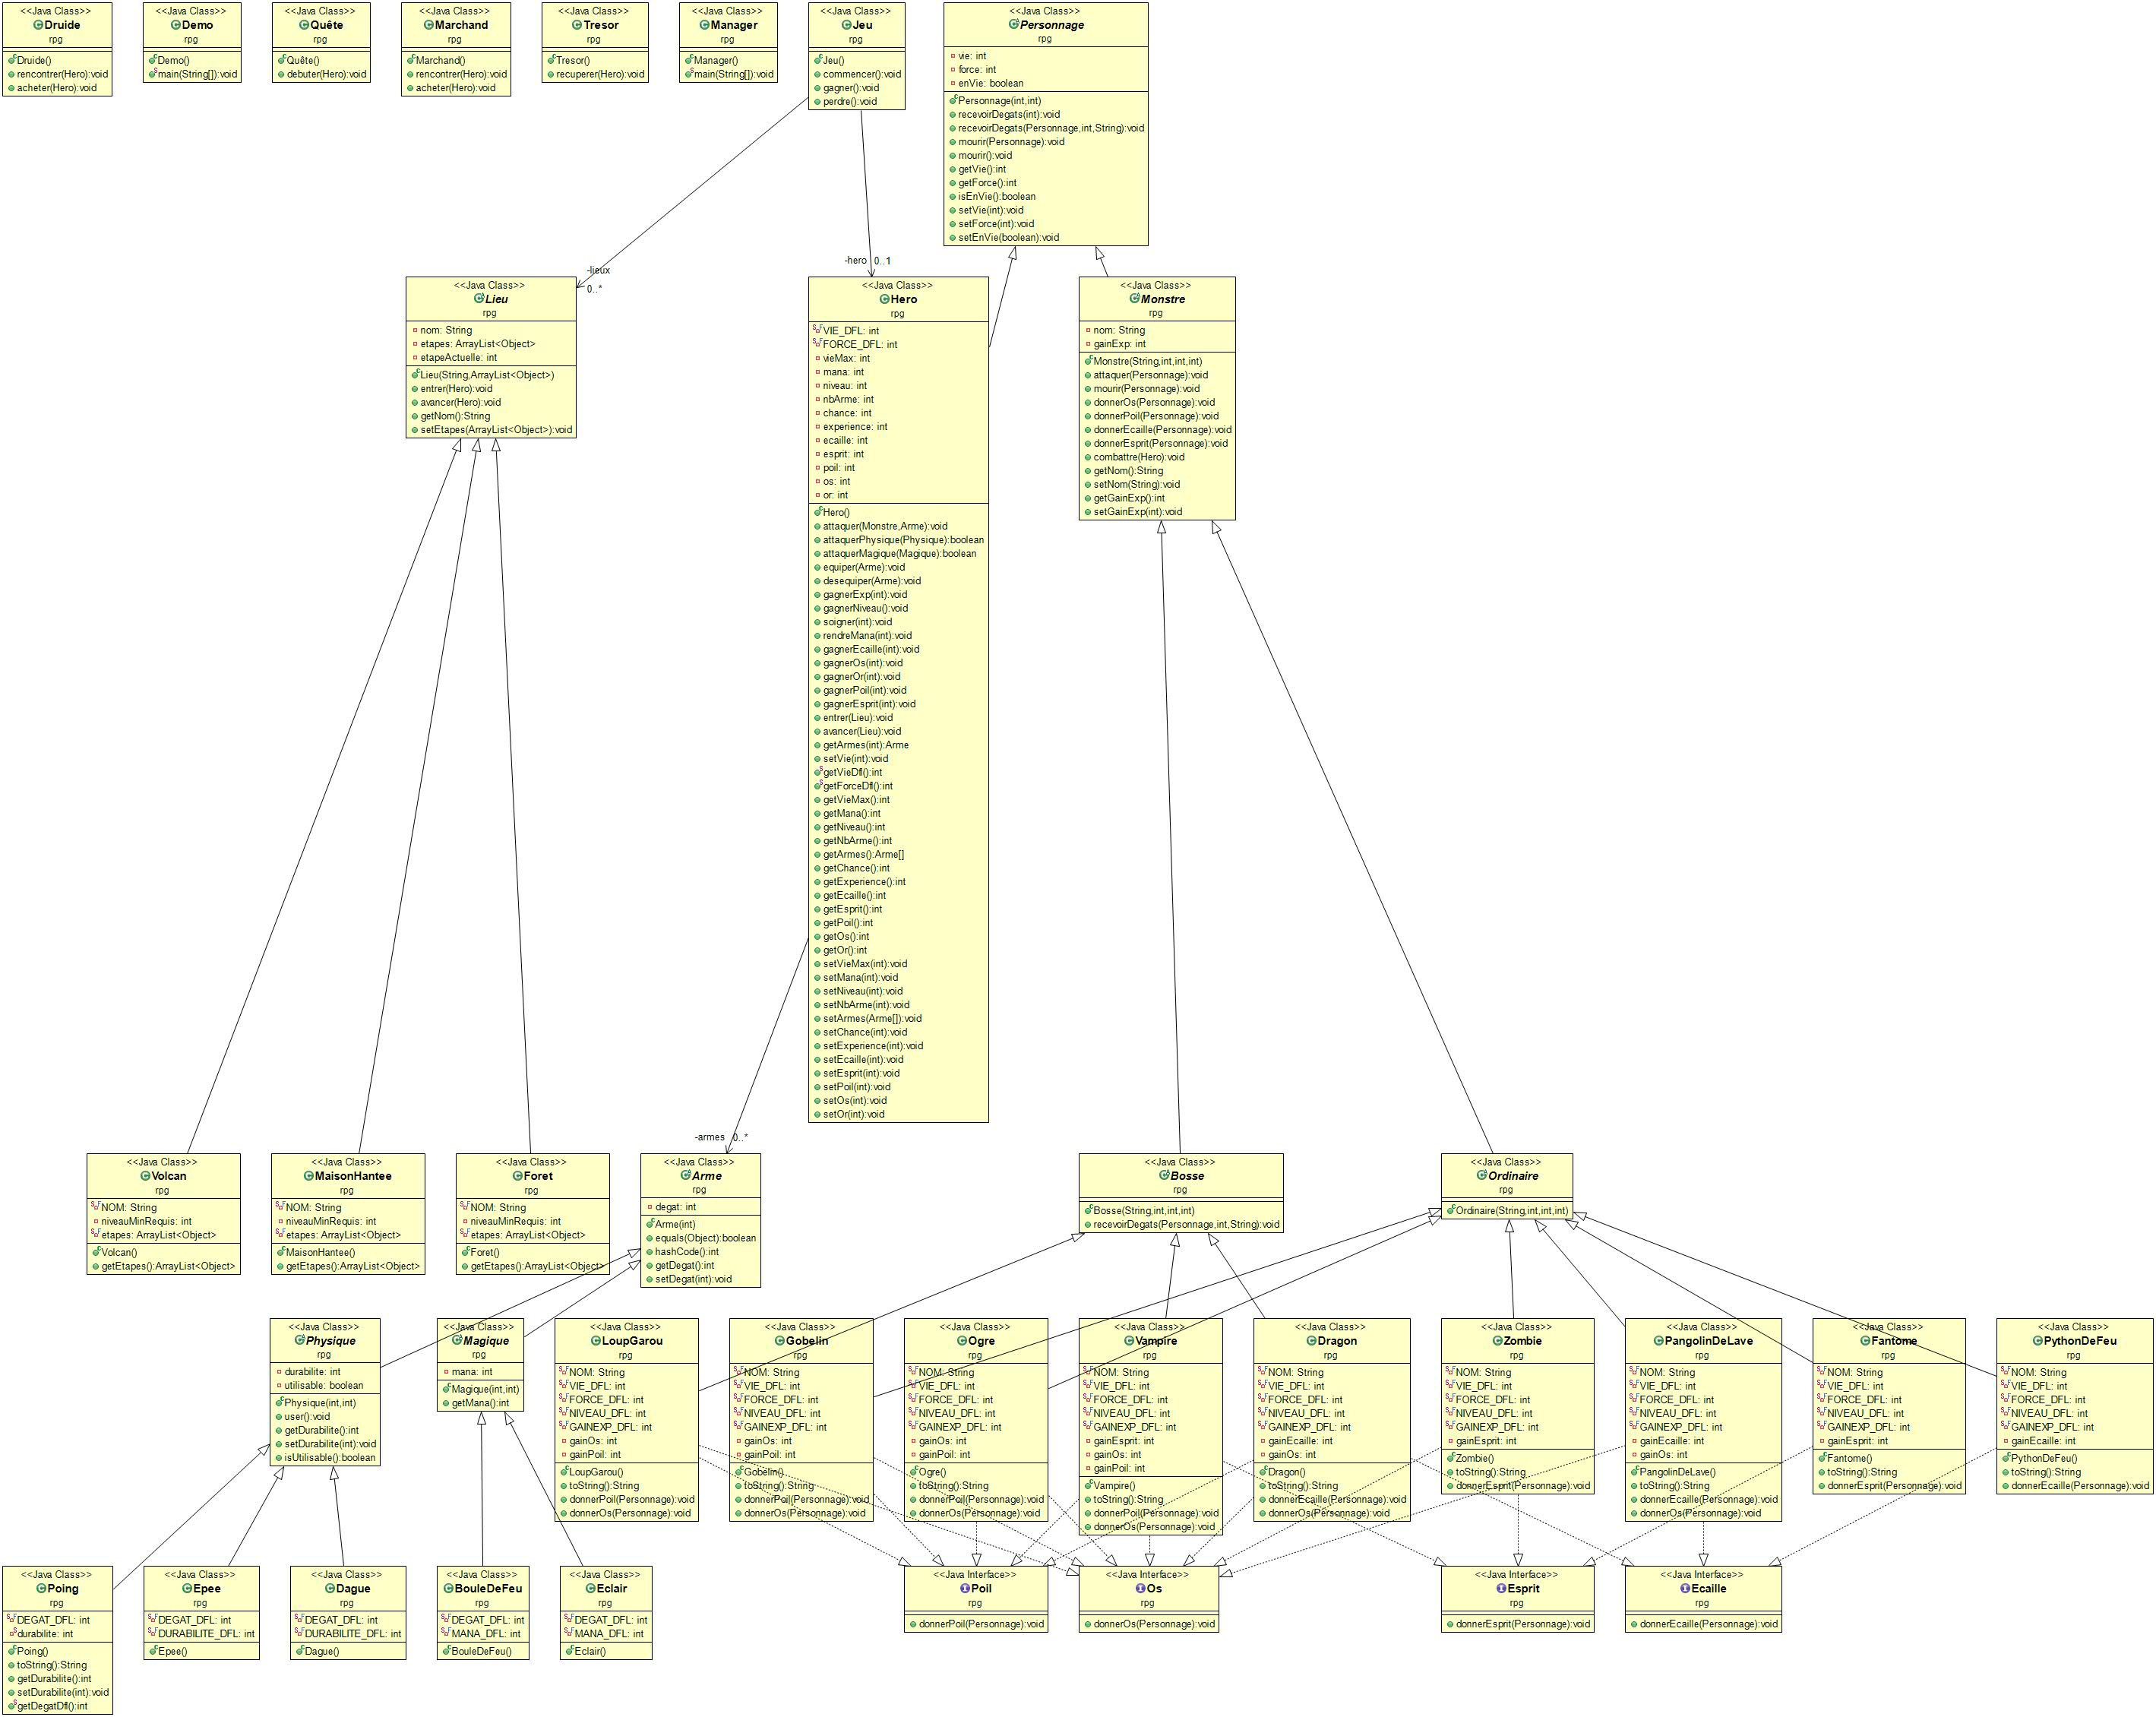 <<Java Class>>
Druide
rpg
Druide()
rencontrer(Hero):void
acheter(Hero):void
<<Java Class>>
Demo
rpg
Demo()
main(String[]):void
<<Java Class>>
Quête
rpg
Quête()
debuter(Hero):void
<<Java Class>>
Marchand
rpg
Marchand()
rencontrer(Hero):void
acheter(Hero):void
<<Java Class>>
Tresor
rpg
Tresor()
recuperer(Hero):void
<<Java Class>>
Manager
rpg
Manager()
main(String[]):void
<<Java Class>>
Jeu
rpg
Jeu()
commencer():void
gagner():void
perdre():void
<<Java Class>>
Personnage
rpg
vie: int
force: int
enVie: boolean
Personnage(int,int)
recevoirDegats(int):void
recevoirDegats(Personnage,int,String):void
mourir(Personnage):void
mourir():void
getVie():int
getForce():int
isEnVie():boolean
setVie(int):void
setForce(int):void
setEnVie(boolean):void
-lieux
0..*
-hero 0..1
<<Java Class>>
Lieu
rpg
nom: String
etapes: ArrayList<Object>
etapeActuelle: int
Lieu(String,ArrayList<Object>)
entrer(Hero):void
avancer(Hero):void
getNom():String
setEtapes(ArrayList<Object>):void
<<Java Class>>
Hero
rpg
VIE_DFL: int
FORCE_DFL: int
vieMax: int
mana: int
niveau: int
nbArme: int
chance: int
experience: int
ecaille: int
esprit: int
poil: int
os: int
or: int
Hero()
attaquer(Monstre,Arme):void
attaquerPhysique(Physique):boolean
attaquerMagique(Magique):boolean
equiper(Arme):void
desequiper(Arme):void
gagnerExp(int):void
gagnerNiveau():void
soigner(int):void
rendreMana(int):void
gagnerEcaille(int):void
gagnerOs(int):void
gagnerOr(int):void
gagnerPoil(int):void
gagnerEsprit(int):void
entrer(Lieu):void
avancer(Lieu):void
getArmes(int):Arme
setVie(int):void
getVieDfl():int
getForceDfl():int
getVieMax():int
getMana():int
getNiveau():int
getNbArme():int
getArmes():Arme[]
getChance():int
getExperience():int
getEcaille():int
getEsprit():int
getPoil():int
getOs():int
getOr():int
setVieMax(int):void
setMana(int):void
setNiveau(int):void
setNbArme(int):void
setArmes(Arme[]):void
setChance(int):void
setExperience(int):void
setEcaille(int):void
setEsprit(int):void
setPoil(int):void
setOs(int):void
setOr(int):void
<<Java Class>>
Monstre
rpg
nom: String
gainExp: int
Monstre(String,int,int,int)
attaquer(Personnage):void
mourir(Personnage):void
donnerOs(Personnage):void
donnerPoil(Personnage):void
donnerEcaille(Personnage):void
donnerEsprit(Personnage):void
combattre(Hero):void
getNom():String
setNom(String):void
getGainExp():int
setGainExp(int):void
-armes 0..*
<<Java Class>>
Volcan
rpg
NOM: String
niveauMinRequis: int
etapes: ArrayList<Object>
Volcan()
getEtapes():ArrayList<Object>
<<Java Class>>
MaisonHantee
rpg
NOM: String
niveauMinRequis: int
etapes: ArrayList<Object>
MaisonHantee()
getEtapes():ArrayList<Object>
<<Java Class>>
Foret
rpg
NOM: String
niveauMinRequis: int
etapes: ArrayList<Object>
Foret()
getEtapes():ArrayList<Object>
<<Java Class>>
Arme
rpg
degat: int
Arme(int)
equals(Object):boolean
hashCode():int
getDegat():int
setDegat(int):void
<<Java Class>>
Bosse
rpg
Bosse(String,int,int,int)
recevoirDegats(Personnage,int,String):void
<<Java Class>>
Ordinaire
rpg
Ordinaire(String,int,int,int)
<<Java Class>>
Physique
rpg
durabilite: int
utilisable: boolean
Physique(int,int)
user():void
getDurabilite():int
setDurabilite(int):void
isUtilisable():boolean
<<Java Class>>
Magique
rpg
mana: int
Magique(int,int)
getMana():int
<<Java Class>>
LoupGarou
rpg
NOM: String
VIE_DFL: int
FORCE_DFL: int
NIVEAU_DFL: int
GAINEXP_DFL: int
gainOs: int
gainPoil: int
LoupGarou()
toString():String
donnerPoil(Personnage):void
donnerOs(Personnage):void
<<Java Class>>
Gobelin
rpg
NOM: String
VIE_DFL: int
FORCE_DFL: int
NIVEAU_DFL: int
GAINEXP_DFL: int
gainOs: int
gainPoil: int
Gobelin()
toString():String
donnerPoil(Personnage):void
donnerOs(Personnage):void
<<Java Class>>
Ogre
rpg
NOM: String
VIE_DFL: int
FORCE_DFL: int
NIVEAU_DFL: int
GAINEXP_DFL: int
gainOs: int
gainPoil: int
Ogre()
toString():String
donnerPoil(Personnage):void
donnerOs(Personnage):void
<<Java Class>>
Vampire
rpg
NOM: String
VIE_DFL: int
FORCE_DFL: int
NIVEAU_DFL: int
GAINEXP_DFL: int
gainEsprit: int
gainOs: int
gainPoil: int
Vampire()
toString():String
donnerPoil(Personnage):void
donnerOs(Personnage):void
<<Java Class>>
Dragon
rpg
NOM: String
VIE_DFL: int
FORCE_DFL: int
NIVEAU_DFL: int
GAINEXP_DFL: int
gainEcaille: int
gainOs: int
Dragon()
toString():String
donnerEcaille(Personnage):void
donnerOs(Personnage):void
<<Java Class>>
Zombie
rpg
NOM: String
VIE_DFL: int
FORCE_DFL: int
NIVEAU_DFL: int
GAINEXP_DFL: int
gainEsprit: int
Zombie()
toString():String
donnerEsprit(Personnage):void
<<Java Class>>
PangolinDeLave
rpg
NOM: String
VIE_DFL: int
FORCE_DFL: int
NIVEAU_DFL: int
GAINEXP_DFL: int
gainEcaille: int
gainOs: int
PangolinDeLave()
toString():String
donnerEcaille(Personnage):void
donnerOs(Personnage):void
<<Java Class>>
Fantome
rpg
NOM: String
VIE_DFL: int
FORCE_DFL: int
NIVEAU_DFL: int
GAINEXP_DFL: int
gainEsprit: int
Fantome()
toString():String
donnerEsprit(Personnage):void
<<Java Class>>
PythonDeFeu
rpg
NOM: String
VIE_DFL: int
FORCE_DFL: int
NIVEAU_DFL: int
GAINEXP_DFL: int
gainEcaille: int
PythonDeFeu()
toString():String
donnerEcaille(Personnage):void
<<Java Class>>
Poing
rpg
DEGAT_DFL: int
durabilite: int
Poing()
toString():String
getDurabilite():int
setDurabilite(int):void
getDegatDfl():int
<<Java Class>>
Epee
rpg
DEGAT_DFL: int
DURABILITE_DFL: int
Epee()
<<Java Class>>
Dague
rpg
DEGAT_DFL: int
DURABILITE_DFL: int
Dague()
<<Java Class>>
BouleDeFeu
rpg
DEGAT_DFL: int
MANA_DFL: int
BouleDeFeu()
<<Java Class>>
Eclair
rpg
DEGAT_DFL: int
MANA_DFL: int
Eclair()
<<Java Interface>>
Poil
rpg
donnerPoil(Personnage):void
<<Java Interface>>
Os
rpg
donnerOs(Personnage):void
<<Java Interface>>
Esprit
rpg
donnerEsprit(Personnage):void
<<Java Interface>>
Ecaille
rpg
donnerEcaille(Personnage):void